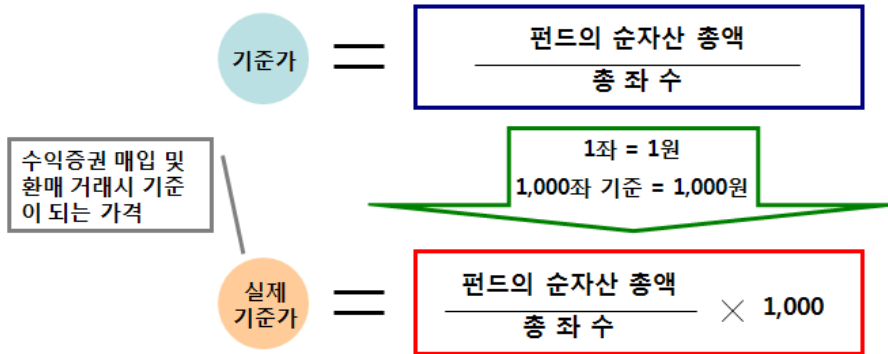 기준가
펀드의 순자산 총액
총 좌 수
수익증권 매입 및
환매 거래시 기준
이 되는 가격
1좌 = 1원
1,000좌 기준 = 1,000원
실제
기준가
펀드의 순자산 총액
총 좌 수
× 1,000